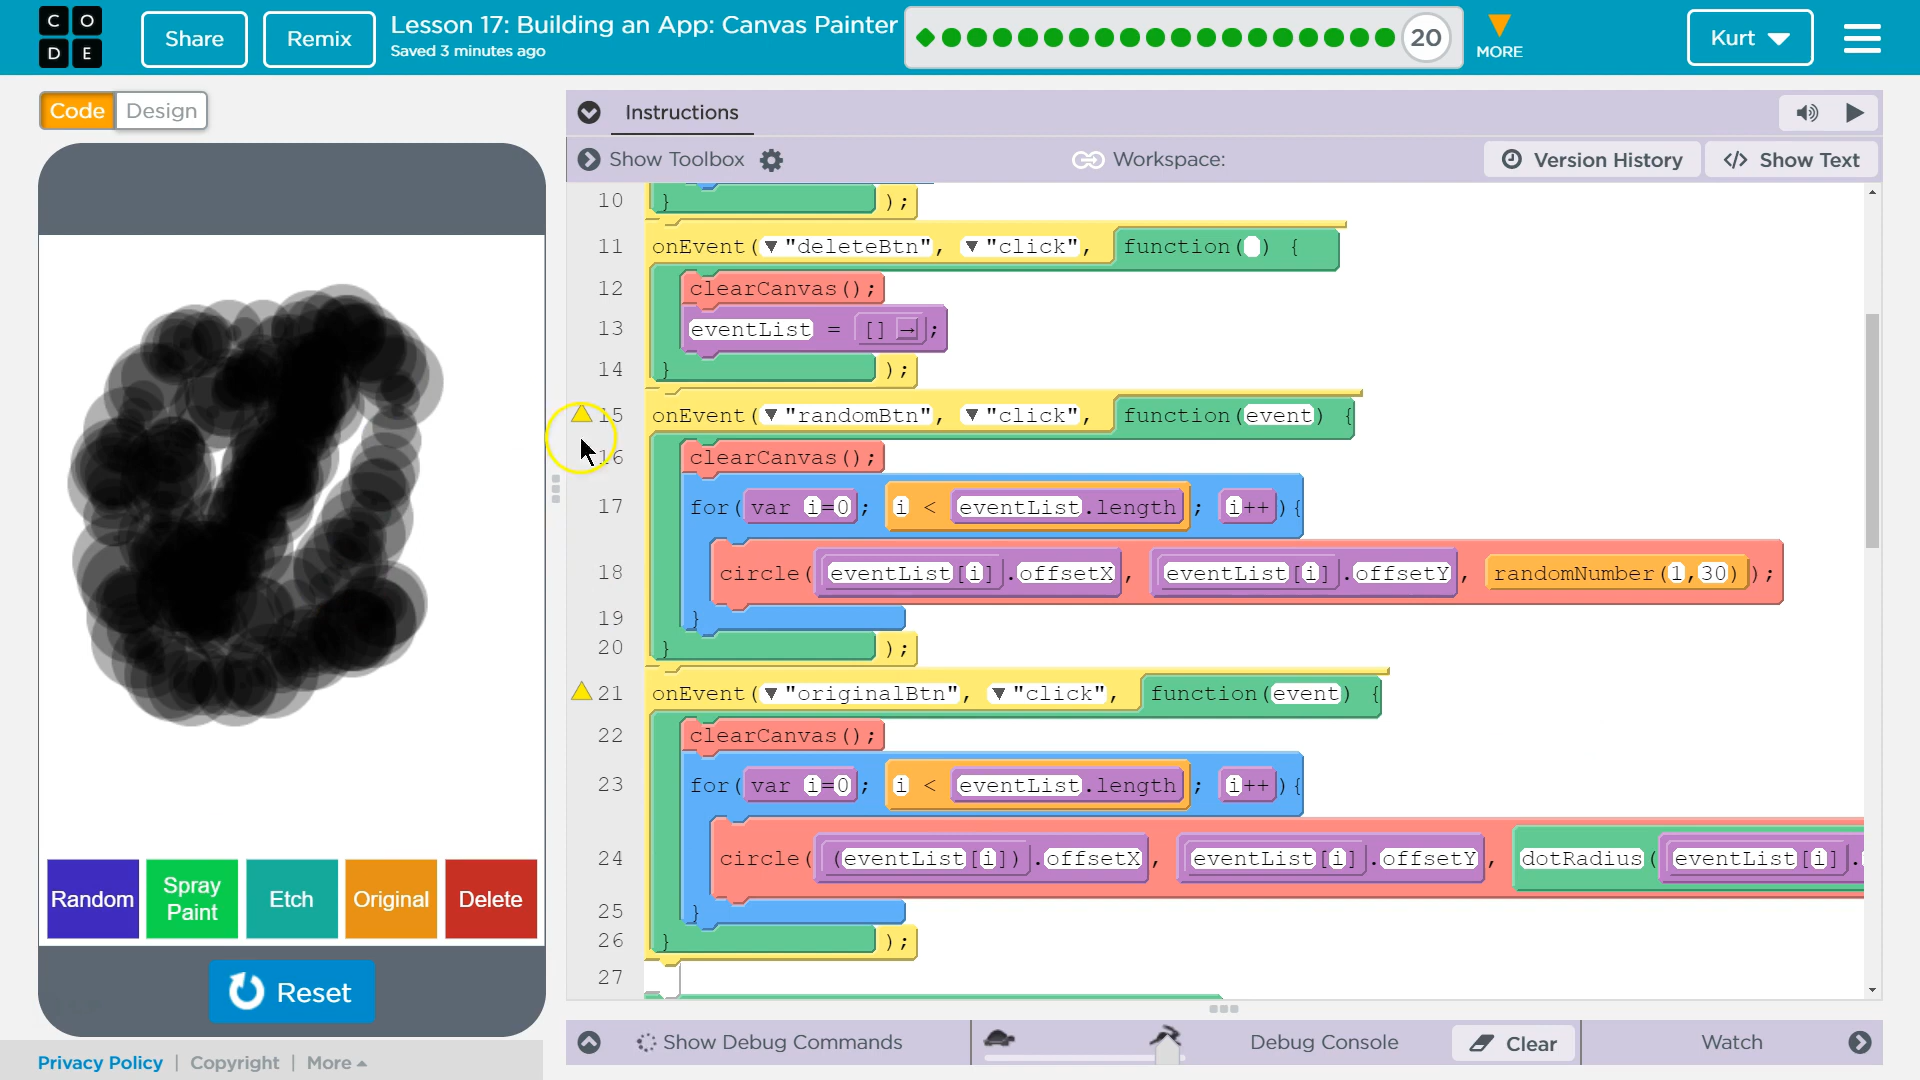 C O
D E
Share
Remix
Lesson 17: Building an App: Canvas Painter
Saved 3 minutes ago
20
MORE
Kurt
Code
Design
Instructions
Show Toolbox
Workspace:
Version History
</> Show Text
10 } );
11 onEvent(▼"deleteBtn", ▼"click", function( ) {
12 clearCanvas();
13 eventList = [] → ;
14 } );
15 onEvent(▼"randomBtn", ▼"click", function(event) {
16 clearCanvas();
17 for(var i=0; i < eventList.length; i++){
18 circle(eventList[i].offsetX, eventList[i].offsetY, randomNumber(1,30));
19 }
20 } );
21 onEvent(▼"originalBtn", ▼"click", function(event) {
22 clearCanvas();
23 for(var i=0; i < eventList.length; i++){
24 circle((eventList[i]).offsetX, eventList[i].offsetY, dotRadius(eventList[i].
25 }
26 } );
27
Random
Spray
Paint
Etch
Original
Delete
Reset
Show Debug Commands
Debug Console
Clear
Watch
Privacy Policy | Copyright | More